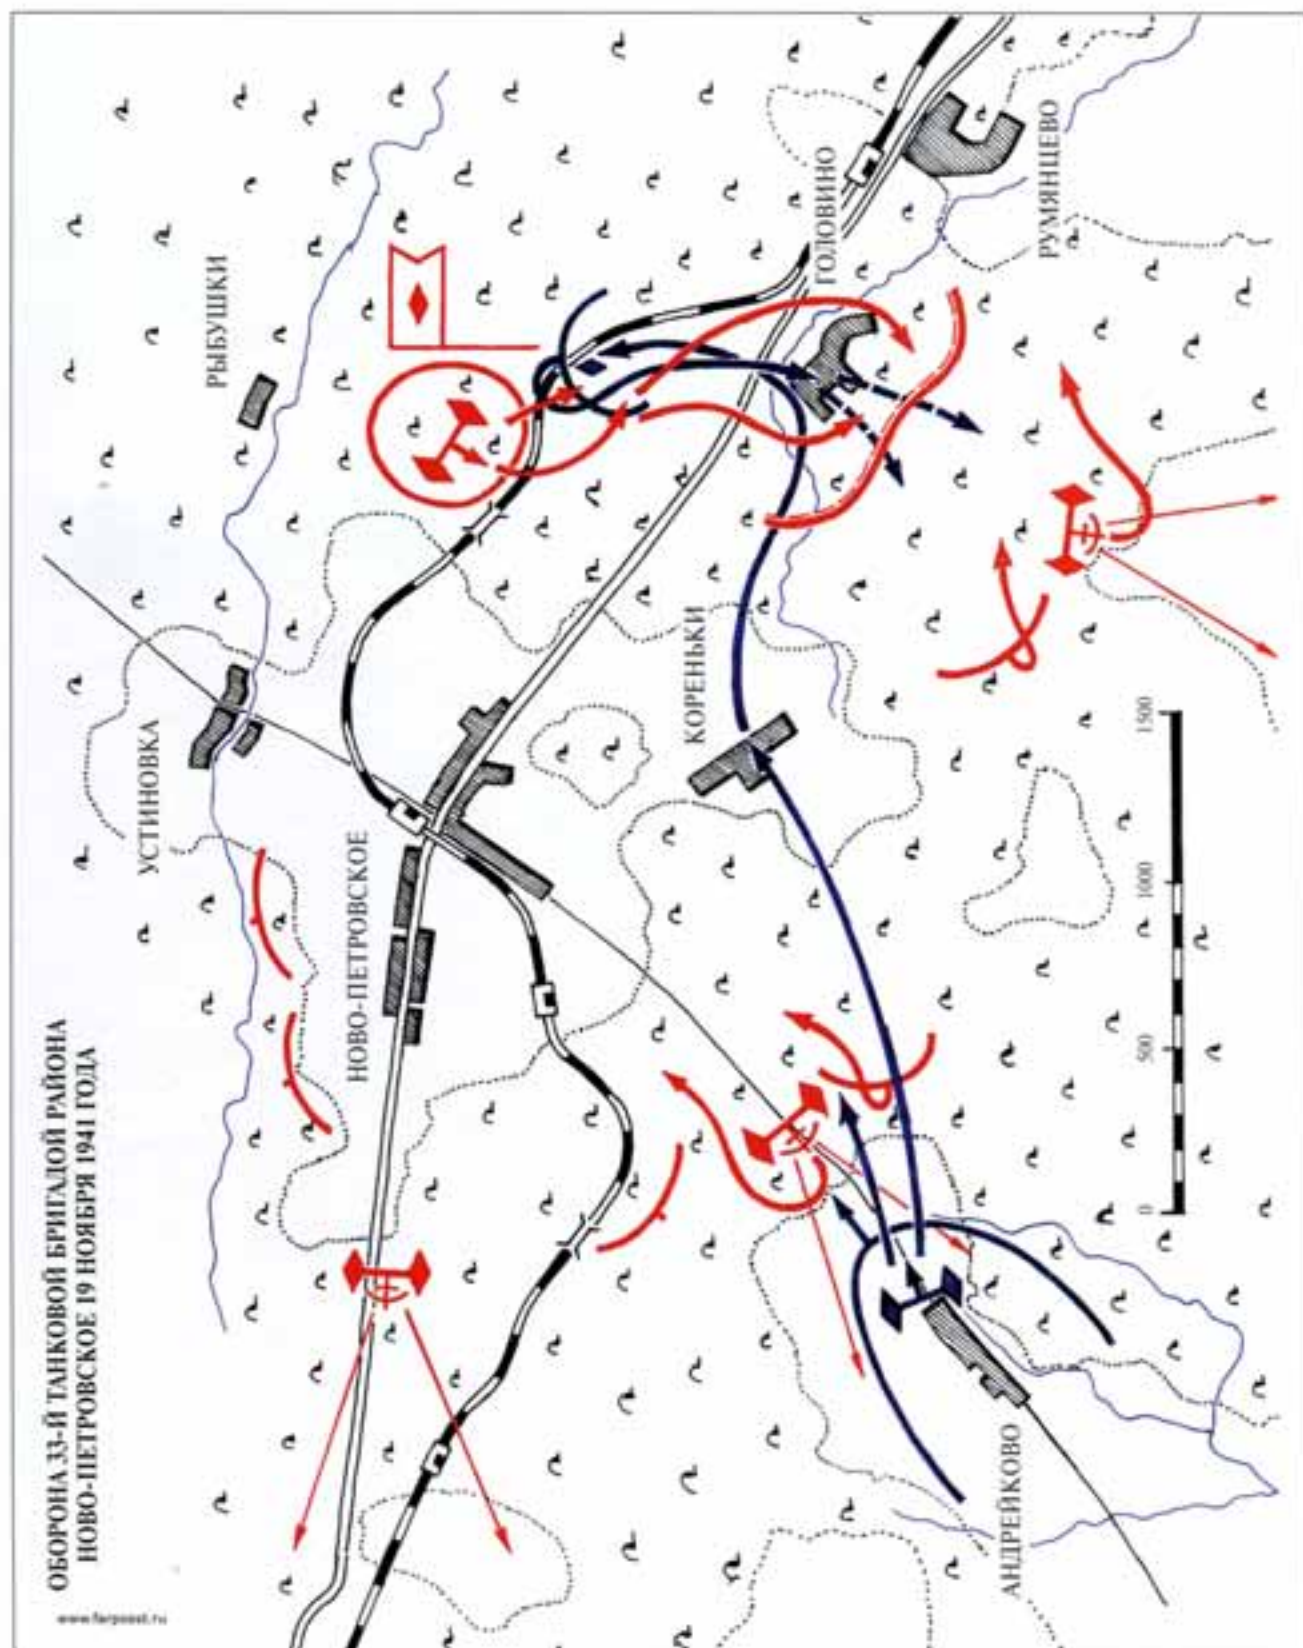 ОБОРОНА 33-Й ТАНКОВОЙ БРИГАДОЙ РАЙОНА
НОВО-ПЕТРОВСКОЕ 19 НОЯБРЯ 1941 ГОДА
РЫБУШКИ
УСТИНОВКА
ГОЛОВИНО
РУМЯНЦЕВО
НОВО-ПЕТРОВСКОЕ
КОРЕНЬКИ
АНДРЕЙКОВО
0 500 1000 1500
www.farpost.ru